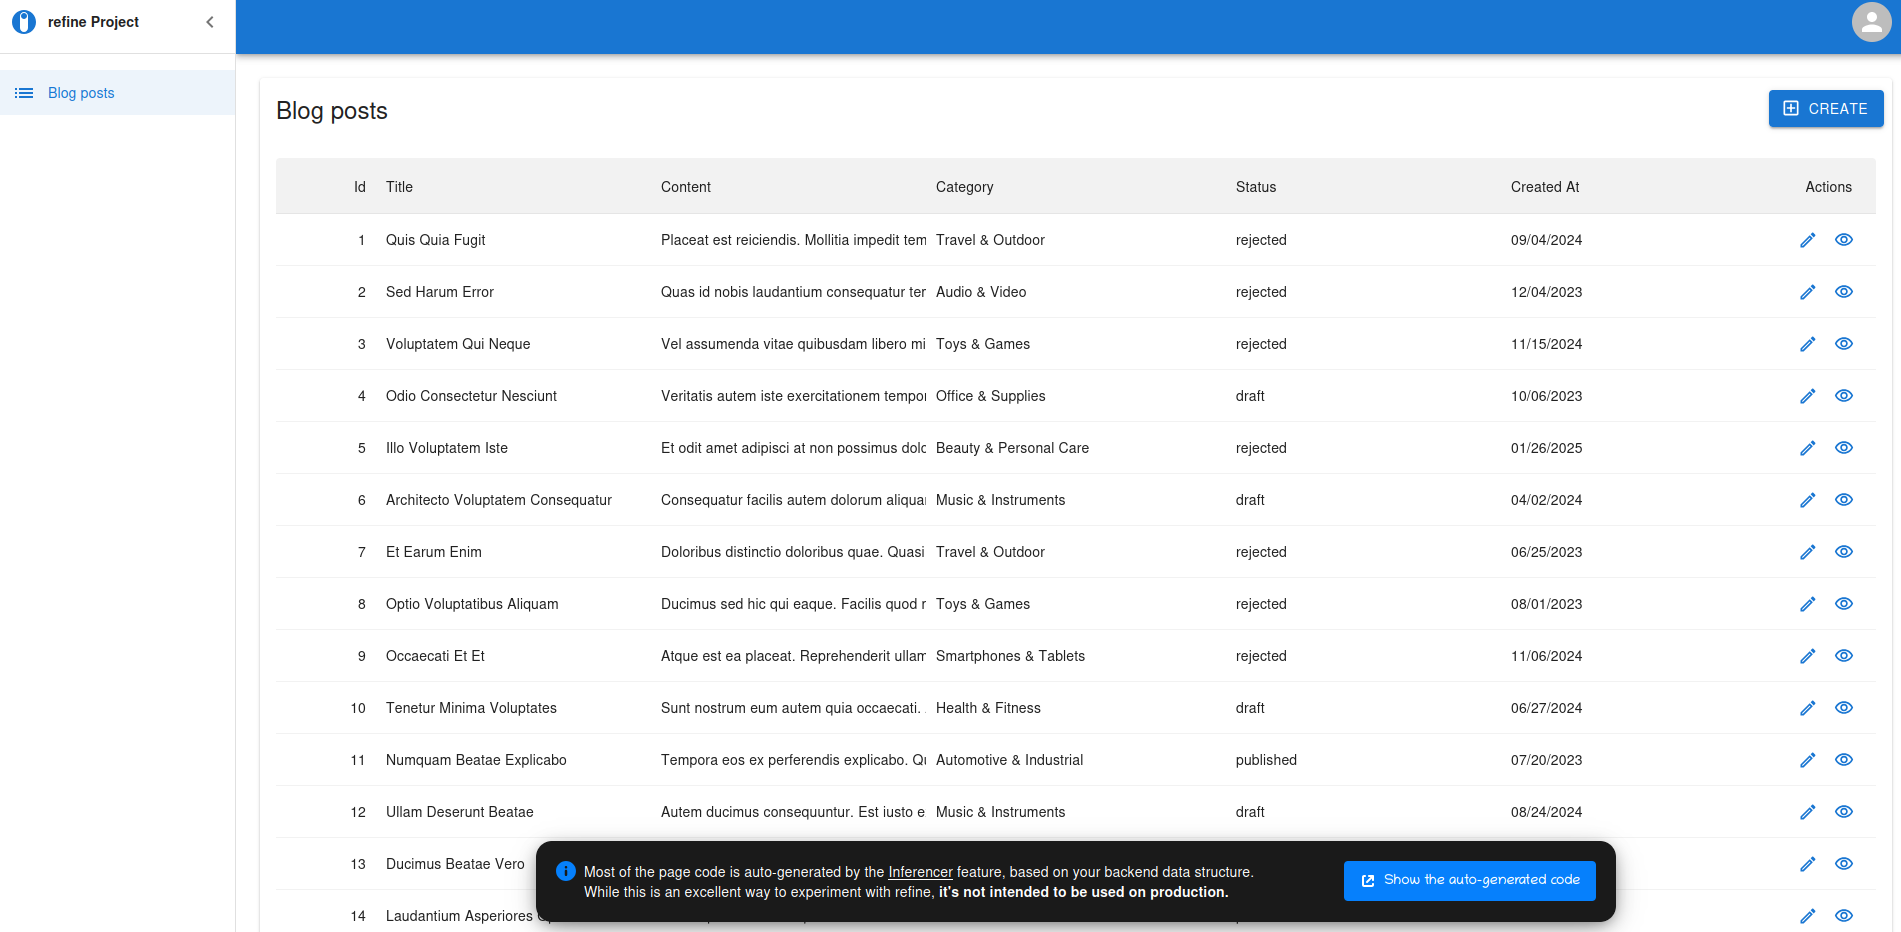 refine Project
Blog posts
Blog posts
CREATE
Id Title Content Category Status Created At Actions
1 Quis Quia Fugit Placeat est reiciendis. Mollitia impedit tem Travel & Outdoor rejected 09/04/2024
2 Sed Harum Error Quas id nobis laudantium consequatur ter Audio & Video rejected 12/04/2023
3 Voluptatem Qui Neque Vel assumenda vitae quibusdam libero mi Toys & Games rejected 11/15/2024
4 Odio Consectetur Nesciunt Veritatis autem iste exercitationem tempor Office & Supplies draft 10/06/2023
5 Illo Voluptatem Iste Et odit amet adipisci at non possimus dolo Beauty & Personal Care rejected 01/26/2025
6 Architecto Voluptatem Consequatur Consequatur facilis autem dolorum aliquar Music & Instruments draft 04/02/2024
7 Et Earum Enim Doloribus distinctio doloribus quae. Quasi Travel & Outdoor rejected 06/25/2023
8 Optio Voluptatibus Aliquam Ducimus sed hic qui eaque. Facilis quod r Toys & Games rejected 08/01/2023
9 Occaecati Et Et Atque est ea placeat. Reprehenderit ullam Smartphones & Tablets rejected 11/06/2024
10 Tenetur Minima Voluptates Sunt nostrum eum autem quia occaecati. Health & Fitness draft 06/27/2024
11 Numquam Beatae Explicabo Tempora eos ex perferendis explicabo. Qu Automotive & Industrial published 07/20/2023
12 Ullam Deserunt Beatae Autem ducimus consequuntur. Est iusto e Music & Instruments draft 08/24/2024
13 Ducimus Beatae Vero
14 Laudantium Asperiores
Most of the page code is auto-generated by the Inferencer feature, based on your backend data structure.
While this is an excellent way to experiment with refine, it's not intended to be used on production.
Show the auto-generated code